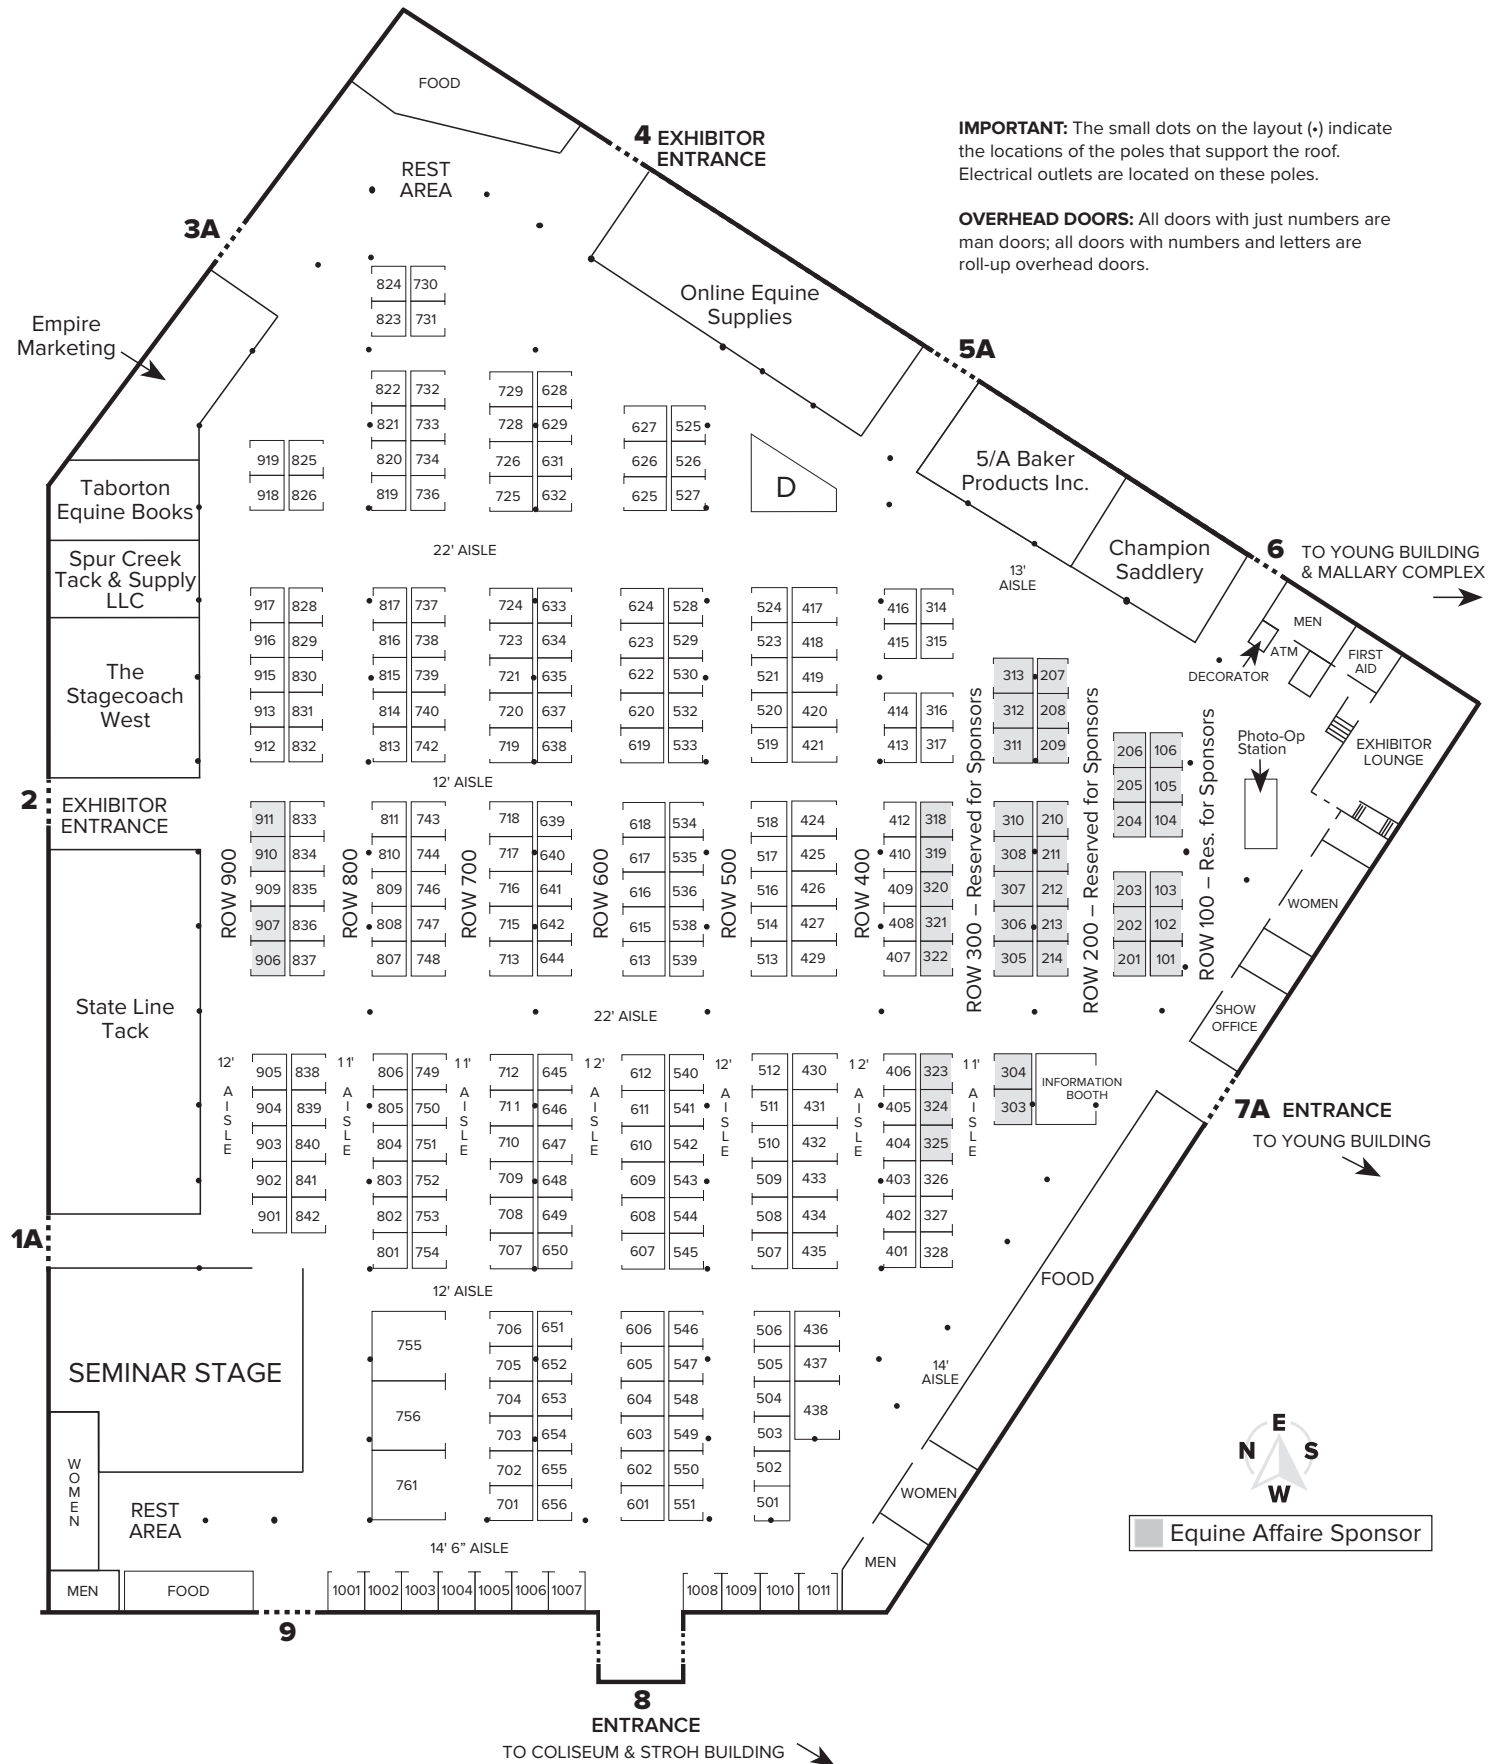 FOOD
4 EXHIBITOR
ENTRANCE
IMPORTANT: The small dots on the layout (•) indicate
the locations of the poles that support the roof.
Electrical outlets are located on these poles.
OVERHEAD DOORS: All doors with just numbers are
man doors; all doors with numbers and letters are
roll-up overhead doors.
REST
AREA
3A
824 730
823 731
Online Equine
Supplies
Empire
Marketing
5A
822 732
821 733
820 734
819 736
729 628
728 629
726 631
725 632
627 525
626 526
625 527
D
919 825
918 826
5/A Baker
Products Inc.
Champion
Saddlery
6 TO YOUNG BUILDING
& MALLARY COMPLEX
Taborton
Equine Books
Spur Creek
Tack & Supply
LLC
The
Stagecoach
West
22' AISLE
13'
AISLE
MEN
ATM
DECORATOR
FIRST
AID
Photo-Op
Station
EXHIBITOR
LOUNGE
917 828
916 829
915 830
913 831
912 832
817 737
816 738
815 739
814 740
813 742
724 633
723 634
721 635
720 637
719 638
624 528
623 529
622 530
620 532
619 533
524 417
523 418
521 419
520 420
519 421
416 314
415 315
414 316
413 317
313 207
312 208
311 209
206 106
205 105
204 104
12' AISLE
2 EXHIBITOR
ENTRANCE
ROW 900
ROW 800
ROW 700
ROW 600
ROW 500
ROW 400
ROW 300 – Reserved for Sponsors
ROW 200 – Reserved for Sponsors
ROW 100 – Res. for Sponsors
911 833
910 834
909 835
907 836
906 837
811 743
810 744
809 746
808 747
807 748
718 639
717 640
716 641
715 642
713 644
618 534
617 535
616 536
615 538
613 539
518 424
517 425
516 426
514 427
513 429
412 318
410 319
409 320
408 321
407 322
310 210
308 211
307 212
306 213
305 214
203 103
202 102
201 101
WOMEN
SHOW
OFFICE
State Line
Tack
22' AISLE
12' AISLE
11' AISLE
11' AISLE
12' AISLE
12' AISLE
12' AISLE
11' AISLE
905 838
904 839
903 840
902 841
901 842
806 749
805 750
804 751
803 752
802 753
801 754
712 645
711 646
710 647
709 648
708 649
707 650
612 540
611 541
610 542
609 543
608 544
607 545
512 430
511 431
510 432
509 433
508 434
507 435
406 323
405 324
404 325
403 326
402 327
401 328
304
303
INFORMATION
BOOTH
7A ENTRANCE
TO YOUNG BUILDING
1A
12' AISLE
FOOD
SEMINAR STAGE
755
756
761
706 651
705 652
704 653
703 654
702 655
701 656
606 546
605 547
604 548
603 549
602 550
601 551
506 436
505 437
504 438
503
502
501
14'
AISLE
WOMEN
REST
AREA
WOMEN
MEN
E
N S
W
Equine Affaire Sponsor
14' 6” AISLE
MEN
FOOD
1001 1002 1003 1004 1005 1006 1007
1008 1009 1010 1011
9
8
ENTRANCE
TO COLISEUM & STROH BUILDING